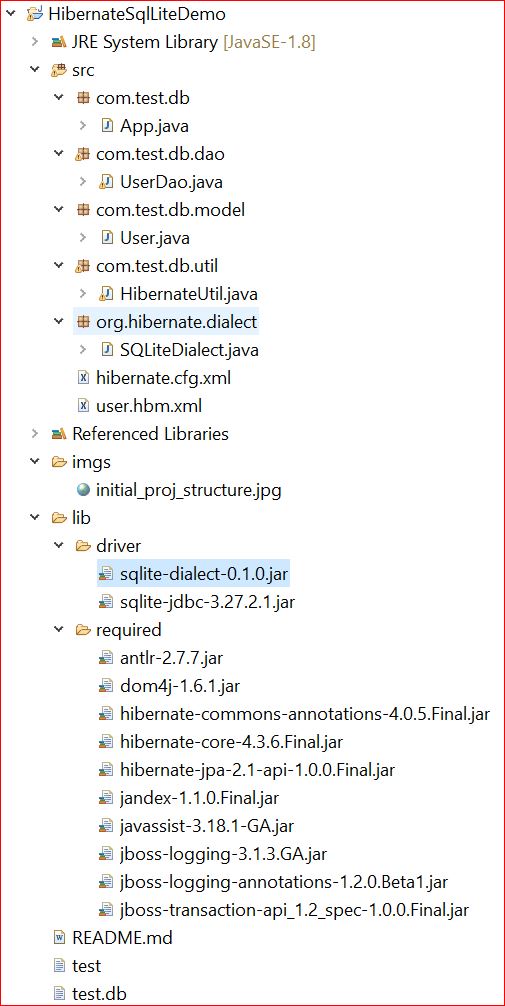 HibernateSqlLiteDemo
JRE System Library [JavaSE-1.8]
src
com.test.db
App.java
com.test.db.dao
UserDao.java
com.test.db.model
User.java
com.test.db.util
HibernateUtil.java
org.hibernate.dialect
SQLiteDialect.java
hibernate.cfg.xml
user.hbm.xml
Referenced Libraries
imgs
initial_proj_structure.jpg
lib
driver
sqlite-dialect-0.1.0.jar
sqlite-jdbc-3.27.2.1.jar
required
antlr-2.7.7.jar
dom4j-1.6.1.jar
hibernate-commons-annotations-4.0.5.Final.jar
hibernate-core-4.3.6.Final.jar
hibernate-jpa-2.1-api-1.0.0.Final.jar
jandex-1.1.0.Final.jar
javassist-3.18.1-GA.jar
jboss-logging-3.1.3.GA.jar
jboss-logging-annotations-1.2.0.Beta1.jar
jboss-transaction-api_1.2_spec-1.0.0.Final.jar
README.md
test
test.db